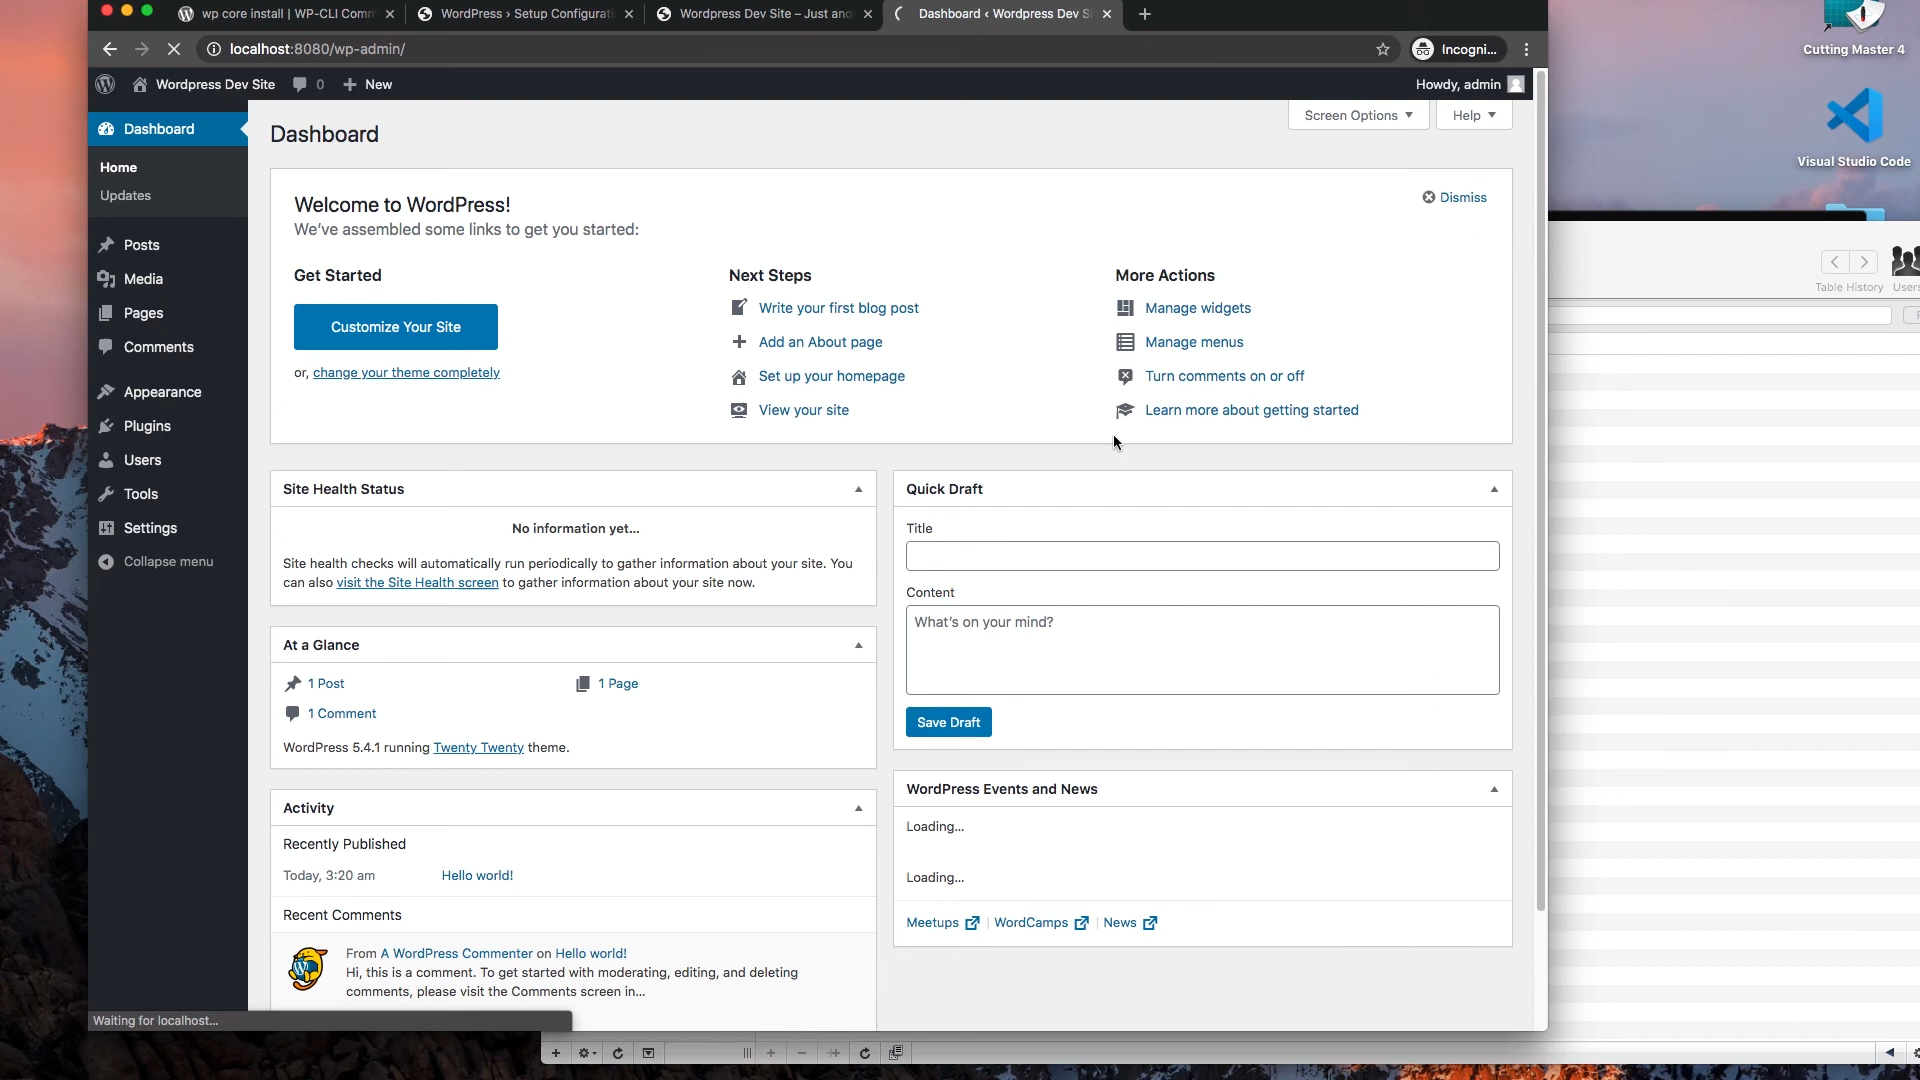 wp core install | WP-CLI Comm
WordPress › Setup Configurati
Wordpress Dev Site – Just ano
Dashboard ‹ Wordpress Dev S
localhost:8080/wp-admin/
Incogni...
Wordpress Dev Site
0
New
Howdy, admin
Dashboard
Home
Updates
Posts
Media
Pages
Comments
Appearance
Plugins
Users
Tools
Settings
Collapse menu
Dashboard
Screen Options
Help
Welcome to WordPress!
We've assembled some links to get you started:
Dismiss
Get Started
Customize Your Site
or, change your theme completely
Next Steps
Write your first blog post
Add an About page
Set up your homepage
View your site
More Actions
Manage widgets
Manage menus
Turn comments on or off
Learn more about getting started
Site Health Status
No information yet...
Site health checks will automatically run periodically to gather information about your site. You
can also visit the Site Health screen to gather information about your site now.
At a Glance
1 Post
1 Page
1 Comment
WordPress 5.4.1 running Twenty Twenty theme.
Activity
Recently Published
Today, 3:20 am
Hello world!
Recent Comments
From A WordPress Commenter on Hello world!
Hi, this is a comment. To get started with moderating, editing, and deleting
comments, please visit the Comments screen in...
Quick Draft
Title
Content
What's on your mind?
Save Draft
WordPress Events and News
Loading...
Loading...
Meetups | WordCamps | News
Waiting for localhost...
Cutting Master 4
Visual Studio Code
Table History
Users